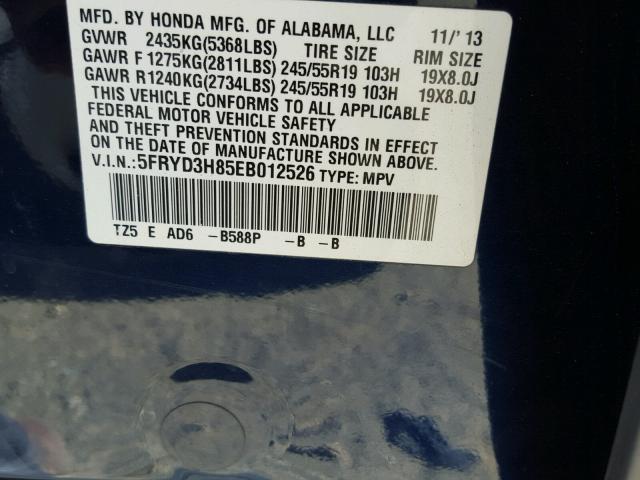 MFD. BY HONDA MFG. OF ALABAMA, LLC 11/' 13
GVWR 2435KG(5368LBS) TIRE SIZE RIM SIZE
GAWR F 1275KG(2811LBS) 245/55R19 103H 19X8.0J
GAWR R1240KG(2734LBS) 245/55R19 103H 19X8.0J
THIS VEHICLE CONFORMS TO ALL APPLICABLE
FEDERAL MOTOR VEHICLE SAFETY
AND THEFT PREVENTION STANDARDS IN EFFECT
ON THE DATE OF MANUFACTURE SHOWN ABOVE.
V.I.N.:5FRYD3H85EB012526 TYPE: MPV
TZ5 E AD6 -B588P -B -B